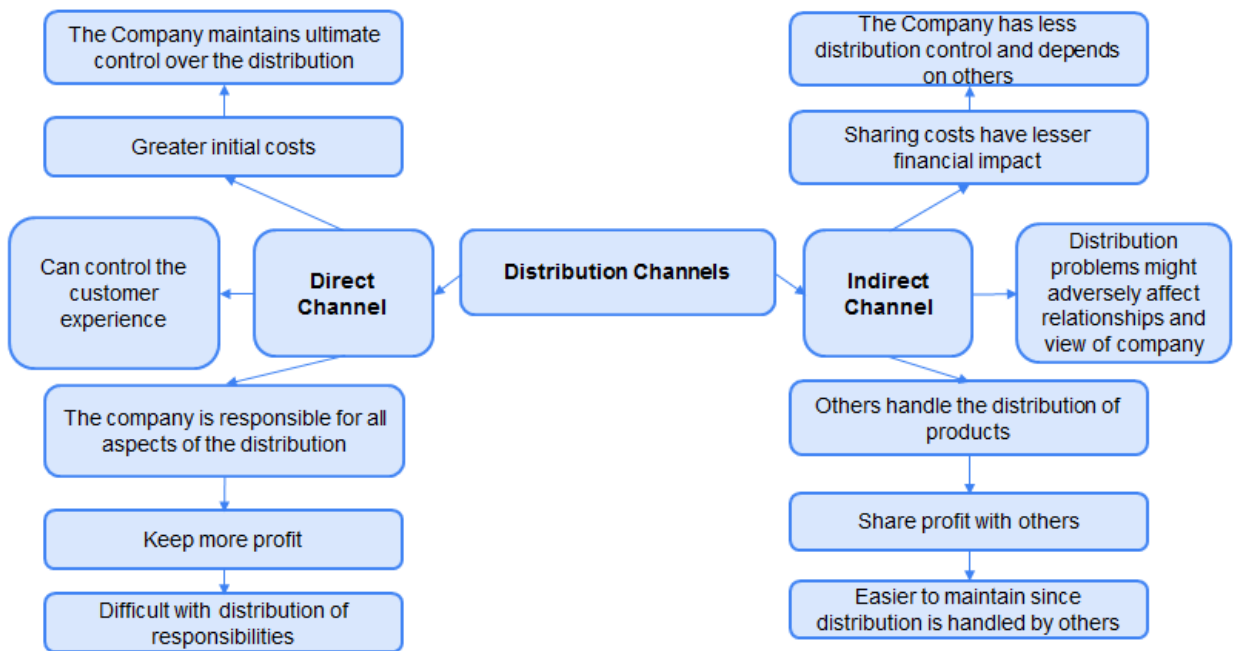 The Company maintains ultimate
control over the distribution
The Company has less
distribution control and depends
on others
Greater initial costs
Sharing costs have lesser
financial impact
Can control the
customer
experience
Direct
Channel
Distribution Channels
Indirect
Channel
Distribution
problems might
adversely affect
relationships and
view of company
The company is responsible for all
aspects of the distribution
Others handle the distribution of
products
Keep more profit
Share profit with others
Difficult with distribution of
responsibilities
Easier to maintain since
distribution is handled by others